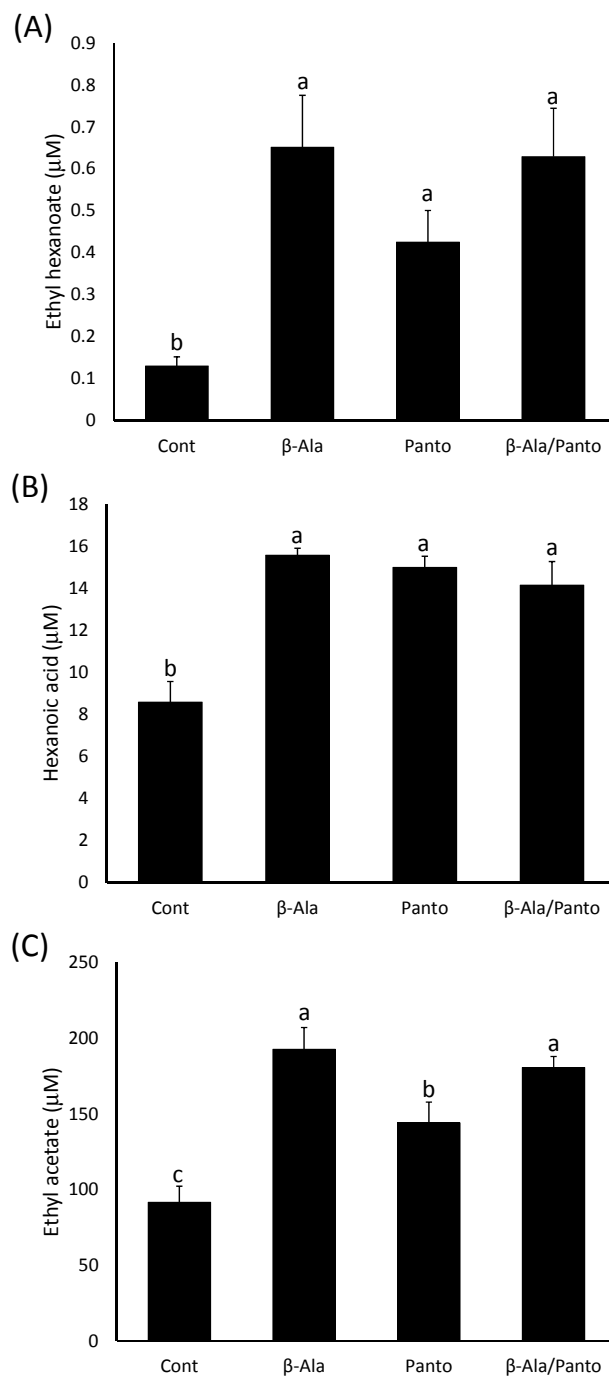 (A)
Ethyl hexanoate (μM)
0.9
0.8
0.7
0.6
0.5
0.4
0.3
0.2
0.1
0
b
a
a
a
Cont β-Ala Panto β-Ala/Panto
(B)
Hexanoic acid (μM)
18
16
14
12
10
8
6
4
2
0
b
a
a
a
Cont β-Ala Panto β-Ala/Panto
(C)
Ethyl acetate (μM)
250
200
150
100
50
0
c
a
b
a
Cont β-Ala Panto β-Ala/Panto